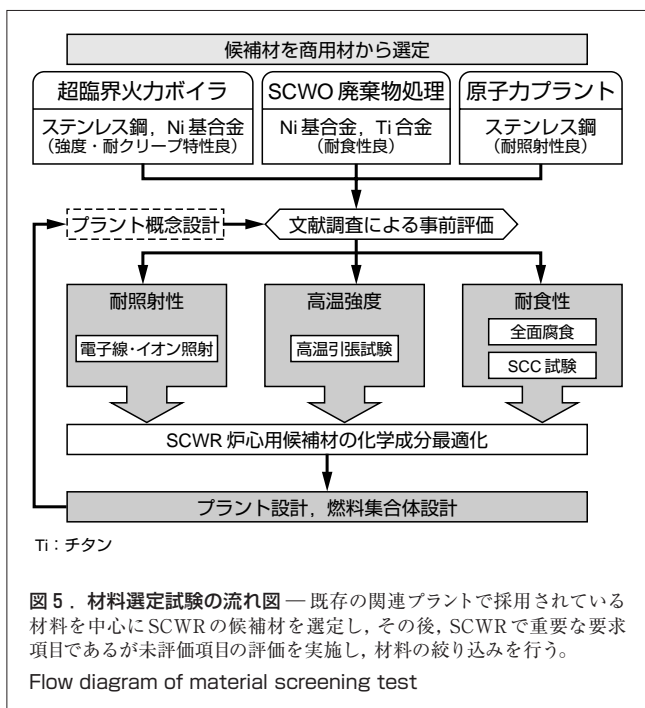 候補材を商用材から選定
超臨界火力ボイラ
ステンレス鋼，Ni 基合金
（強度・耐クリープ特性良）
SCWO 廃棄物処理
Ni 基合金，Ti 合金
（耐食性良）
原子力プラント
ステンレス鋼
（耐照射性良）
プラント概念設計
文献調査による事前評価
耐照射性
電子線・イオン照射
高温強度
高温引張試験
耐食性
全面腐食
SCC 試験
SCWR 炉心用候補材の化学成分最適化
プラント設計，燃料集合体設計
Ti：チタン
図5．材料選定試験の流れ図 — 既存の関連プラントで採用されている
材料を中心にSCWRの候補材を選定し，その後，SCWRで重要な要求
項目であるが未評価項目の評価を実施し，材料の絞り込みを行う。
Flow diagram of material screening test